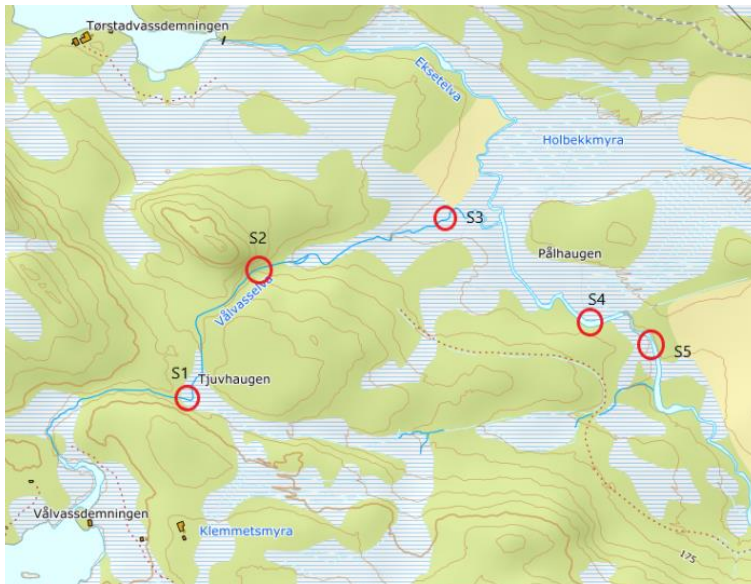 Tørstadvassdemningen
Eksetelva
Holbekkmyra
S3
S2
Pålhaugen
Vålvasselva
S4
S5
S1
Tjuvhaugen
Vålvassdemningen
Klemmetsmyra
175